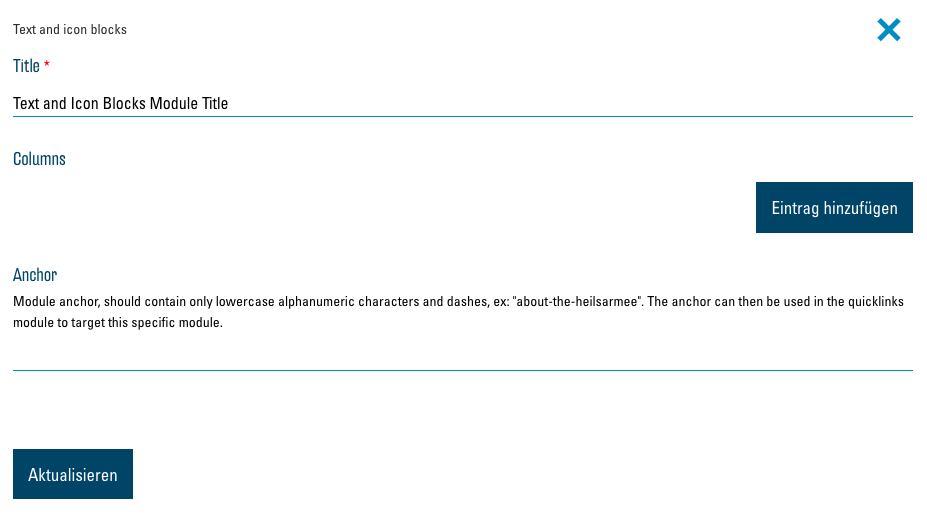 Text and icon blocks
Title *
Text and Icon Blocks Module Title
Columns
Eintrag hinzufügen
Anchor
Module anchor, should contain only lowercase alphanumeric characters and dashes, ex: "about-the-heilsarmee". The anchor can then be used in the quicklinks
module to target this specific module.
Aktualisieren